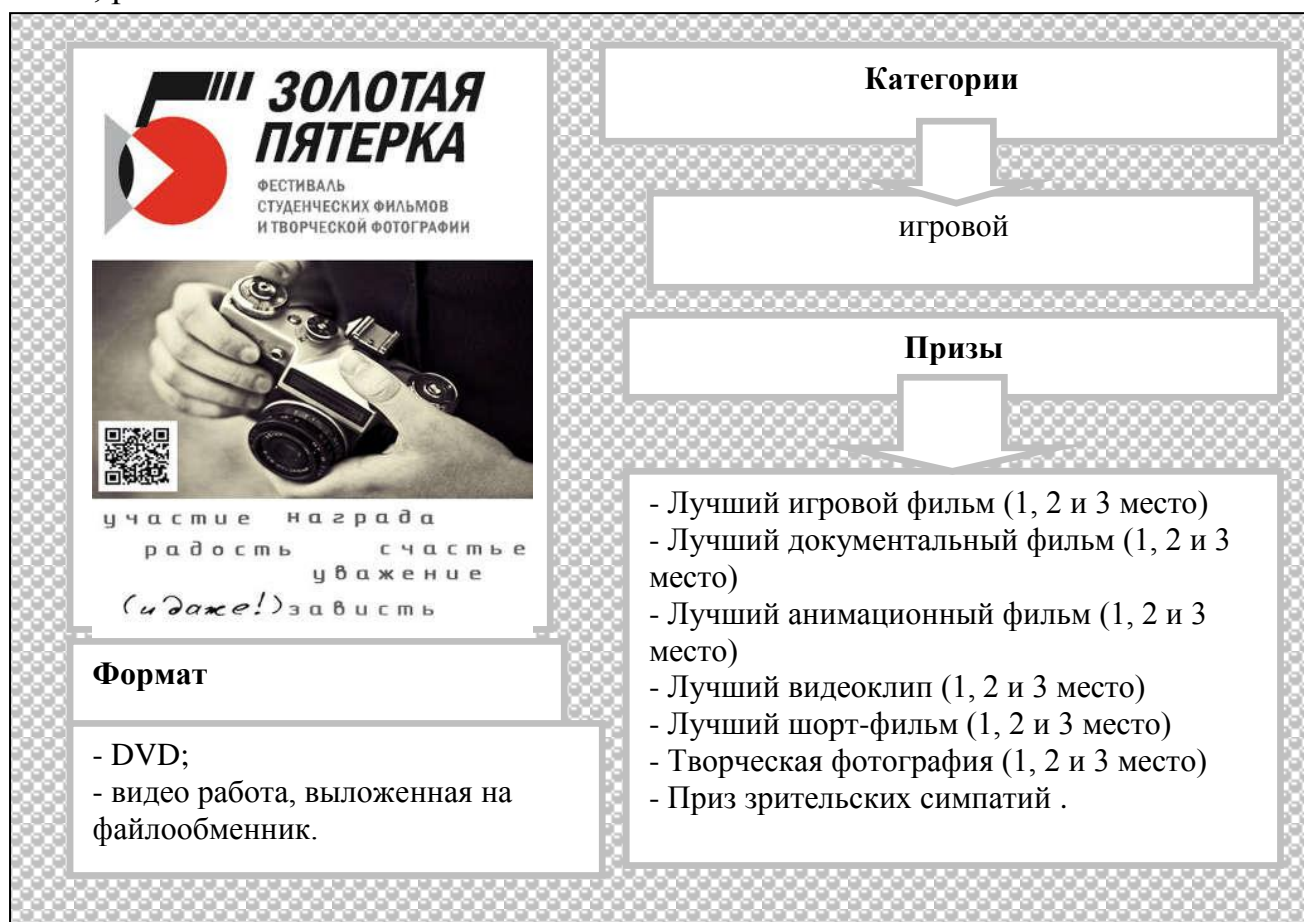 ЗОЛОТАЯ
ПЯТЕРКА
ФЕСТИВАЛЬ
СТУДЕНЧЕСКИХ ФИЛЬМОВ
И ТВОРЧЕСКОЙ ФОТОГРАФИИ
участие награда
радость счастье
уважение
(и даже!) зависть
Формат
- DVD;
- видео работа, выложенная на
файлообменник.
Категории
игровой
Призы
- Лучший игровой фильм (1, 2 и 3 место)
- Лучший документальный фильм (1, 2 и 3
место)
- Лучший анимационный фильм (1, 2 и 3
место)
- Лучший видеоклип (1, 2 и 3 место)
- Лучший шорт-фильм (1, 2 и 3 место)
- Творческая фотография (1, 2 и 3 место)
- Приз зрительских симпатий .